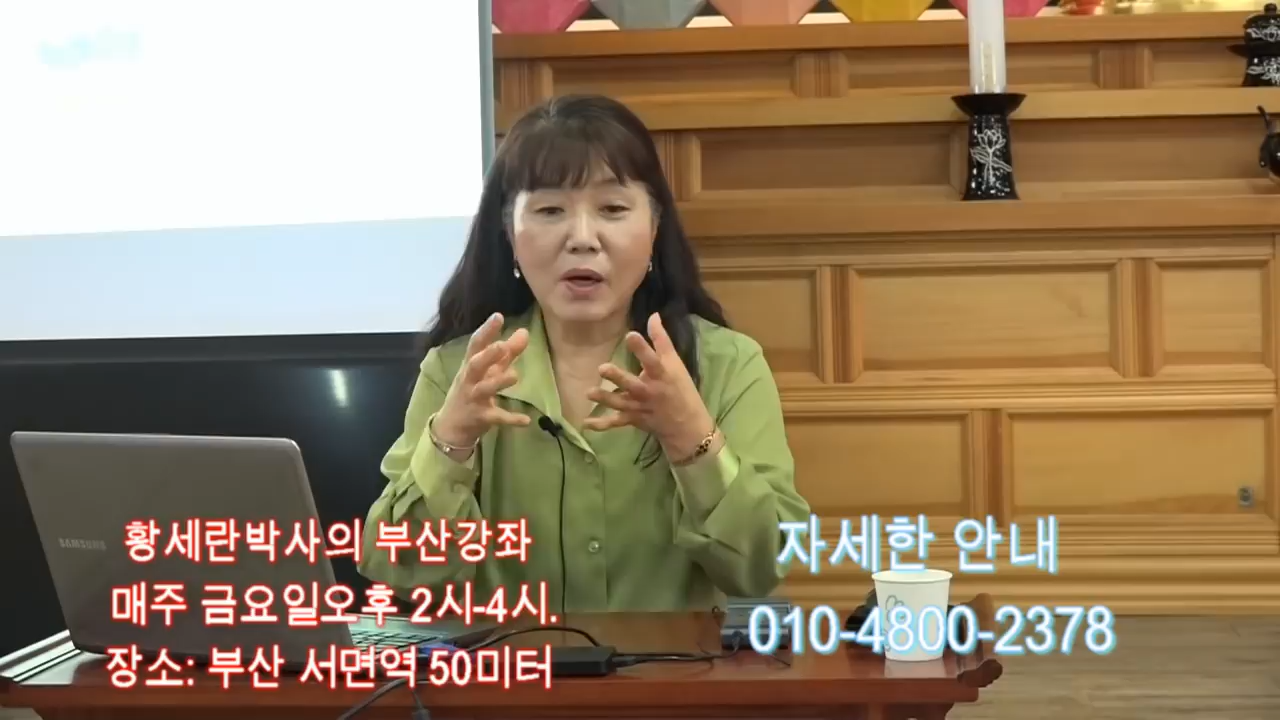 황세란박사의 부산강좌
매주 금요일오후 2시-4시.
장소: 부산 서면역 50미터
자세한 안내
010-4800-2378
SAMSUNG